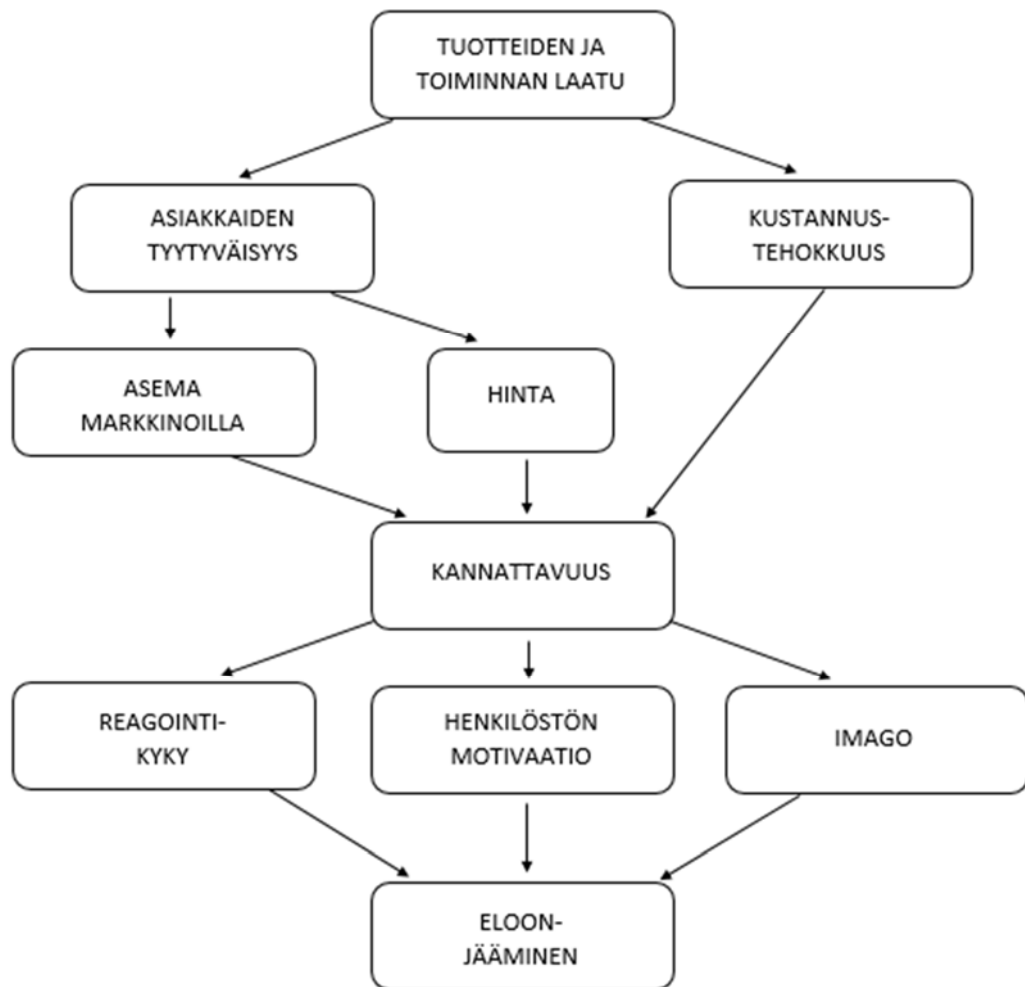 TUOTTEIDEN JA
TOIMINNAN LAATU
ASIAKKAIDEN
TYYTYVÄISYYS
KUSTANNUS-
TEHOKKUUS
ASEMA
MARKKINOILLA
HINTA
KANNATTAVUUS
REAGOINTI-
KYKY
HENKILÖSTÖN
MOTIVAATIO
IMAGO
ELOON-
JÄÄMINEN